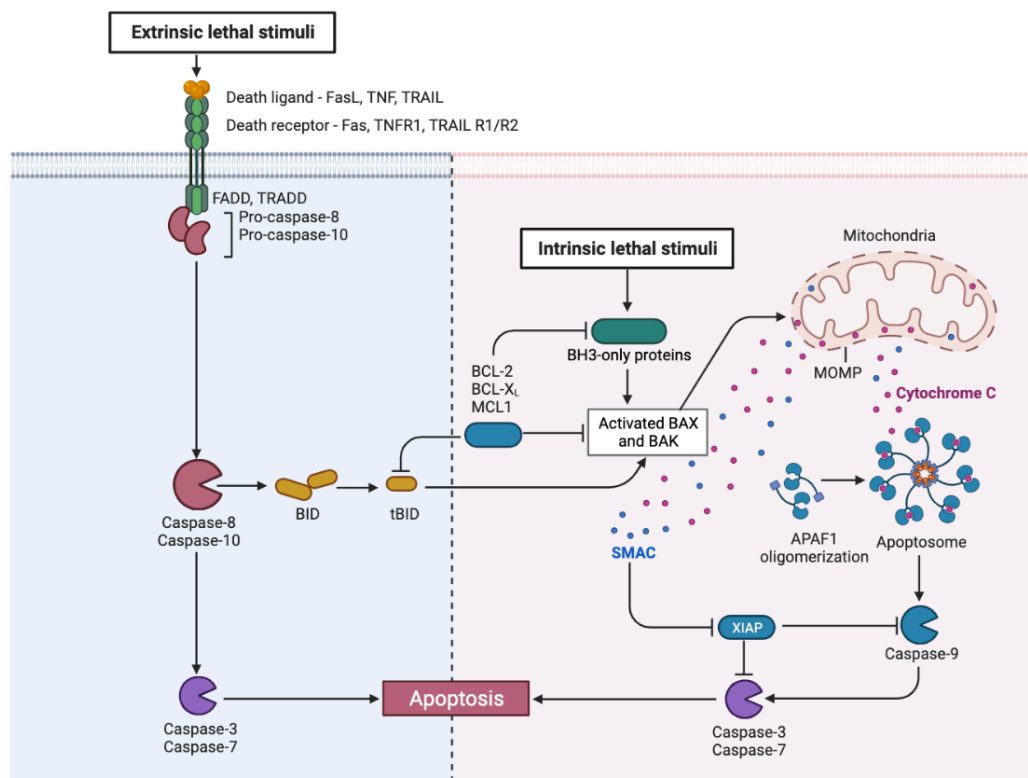 Extrinsic lethal stimuli
Death ligand - FasL, TNF, TRAIL
Death receptor - Fas, TNFR1, TRAIL R1/R2
FADD, TRADD
Pro-caspase-8
Pro-caspase-10
Intrinsic lethal stimuli
Mitochondria
BH3-only proteins
MOMP
BCL-2
BCL-XL
MCL1
Cytochrome C
Activated BAX
and BAK
BID
tBID
Caspase-8
Caspase-10
SMAC
APAF1
oligomerization
Apoptosome
XIAP
Caspase-9
Apoptosis
Caspase-3
Caspase-7
Caspase-3
Caspase-7